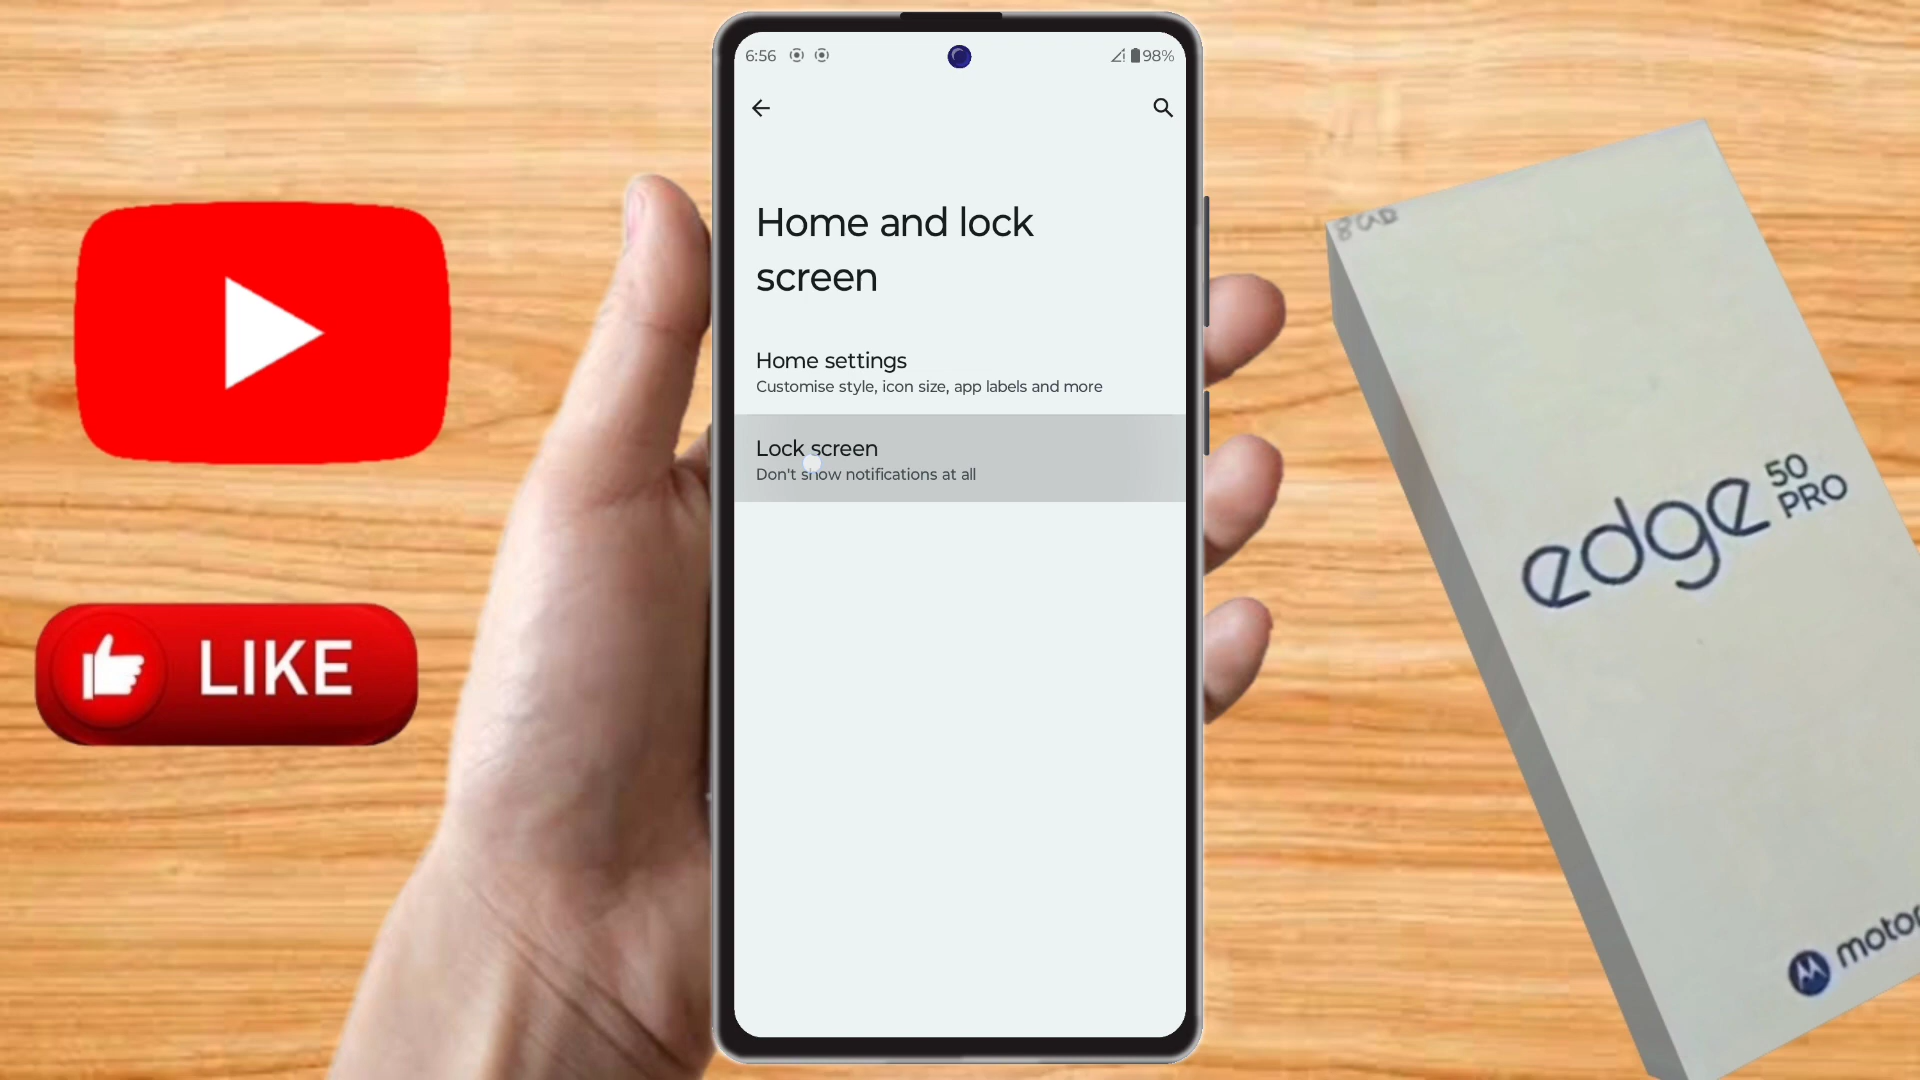 6:56
98%
Home and lock
screen
Home settings
Customise style, icon size, app labels and more
Lock screen
Don't show notifications at all
LIKE
edge 50
PRO
motor